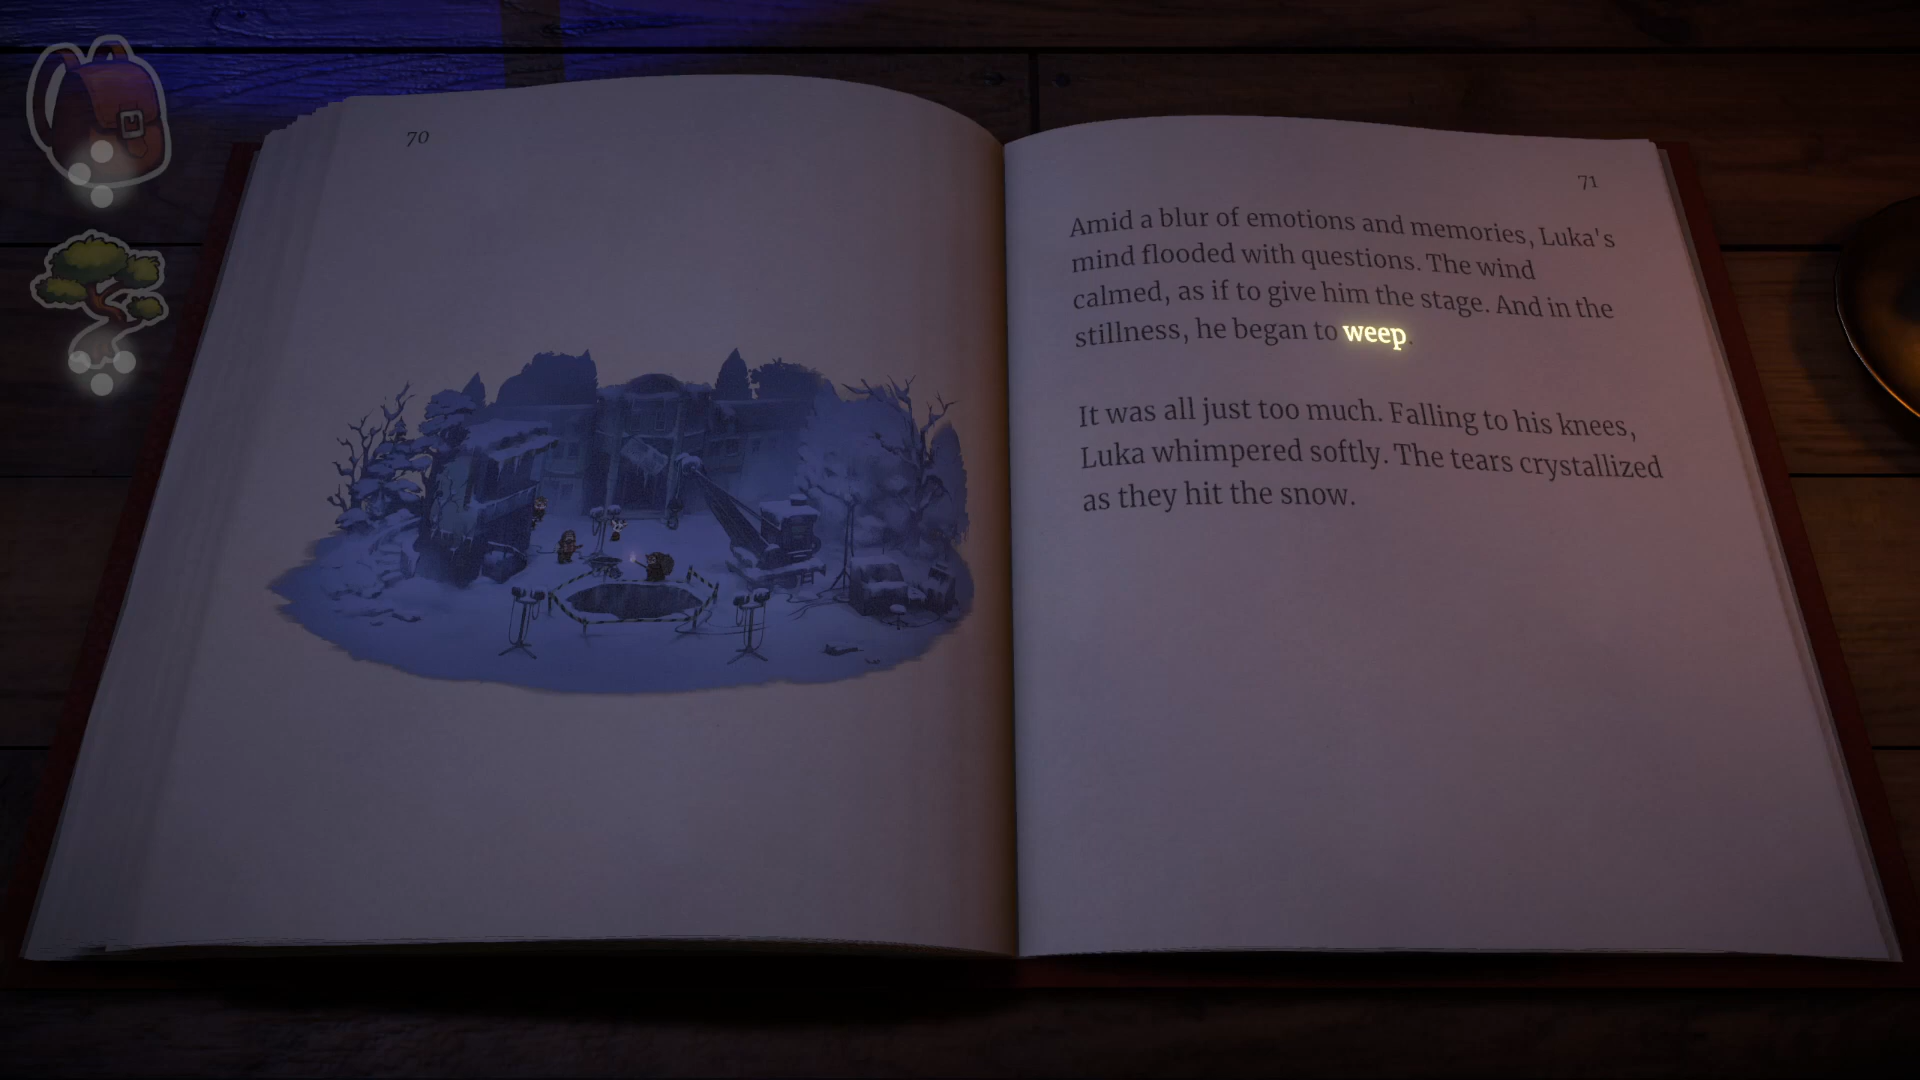 70
71
Amid a blur of emotions and memories, Luka's
mind flooded with questions. The wind
calmed, as if to give him the stage. And in the
stillness, he began to weep.
It was all just too much. Falling to his knees,
Luka whimpered softly. The tears crystallized
as they hit the snow.